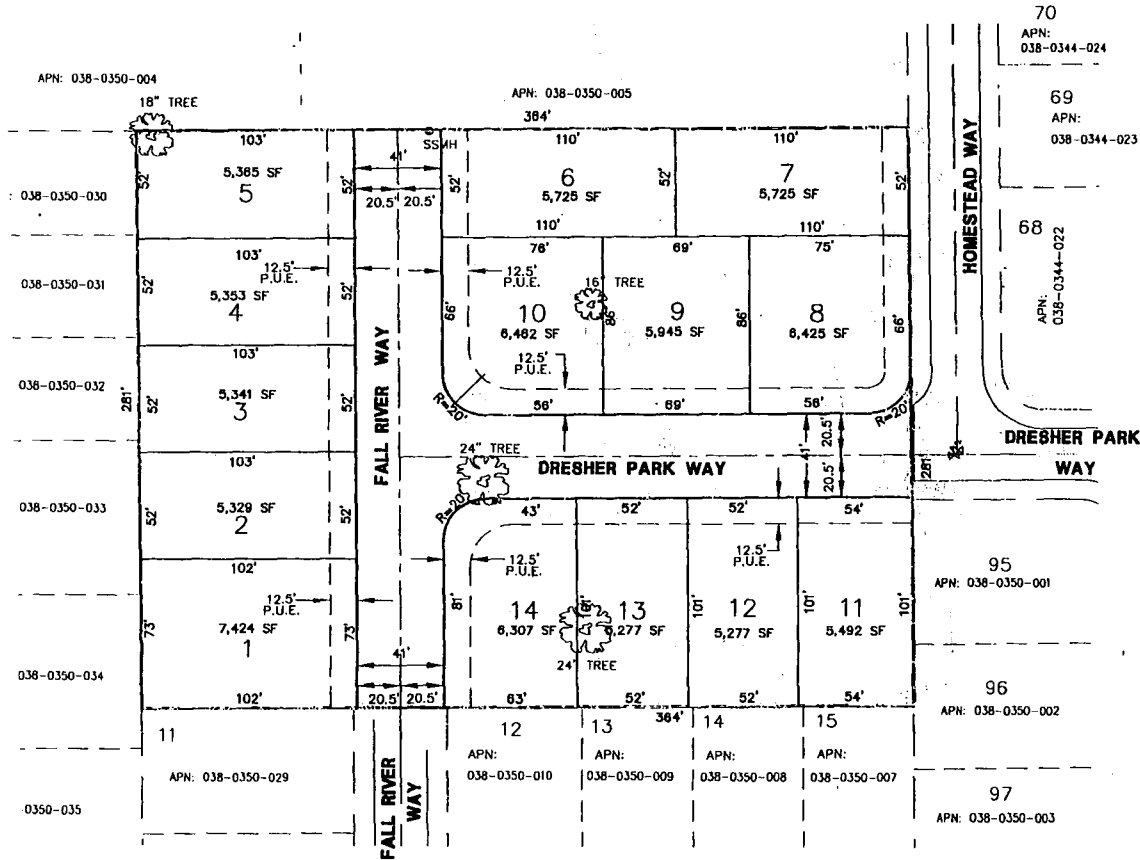 70
APN:
038-0344-024
APN: 038-0350-004
18" TREE
APN: 038-0350-005
364'
69
APN:
038-0344-023
103'
SSMH
41'
110'
110'
52'
5,365 SF
5
52'
20.5' 20.5'
52'
6
5,725 SF
52'
7
5,725 SF
52'
038-0350-030
HOMESTEAD WAY
68
APN:
038-0344-022
110'
110'
103'
76'
69'
75'
12.5'
P.U.E.
12.5'
P.U.E.
16" TREE
038-0350-031
52'
5,353 SF
4
52'
66'
10
6,462 SF
86'
9
5,945 SF
86'
8
6,425 SF
66'
103'
12.5'
P.U.E.
038-0350-032
281'
52'
5,341 SF
3
52'
FALL RIVER WAY
R=20'
56'
69'
56'
R=20'
24" TREE
DRESHER PARK WAY
41'
20.5'
20.5'
281'
DRESHER PARK
WAY
103'
038-0350-033
52'
5,329 SF
2
52'
R=20'
43'
52'
52'
54'
102'
12.5'
P.U.E.
12.5'
P.U.E.
12.5'
P.U.E.
95
APN: 038-0350-001
73'
7,424 SF
1
73'
81'
14
6,307 SF
13
5,277 SF
101'
12
5,277 SF
101'
11
5,492 SF
101'
24" TREE
41'
038-0350-034
102'
20.5' 20.5'
63'
52'
364'
52'
54'
96
APN: 038-0350-002
11
12
13
14
15
APN: 038-0350-029
FALL RIVER
WAY
APN:
038-0350-010
APN:
038-0350-009
APN:
038-0350-008
APN:
038-0350-007
0350-035
97
APN: 038-0350-003